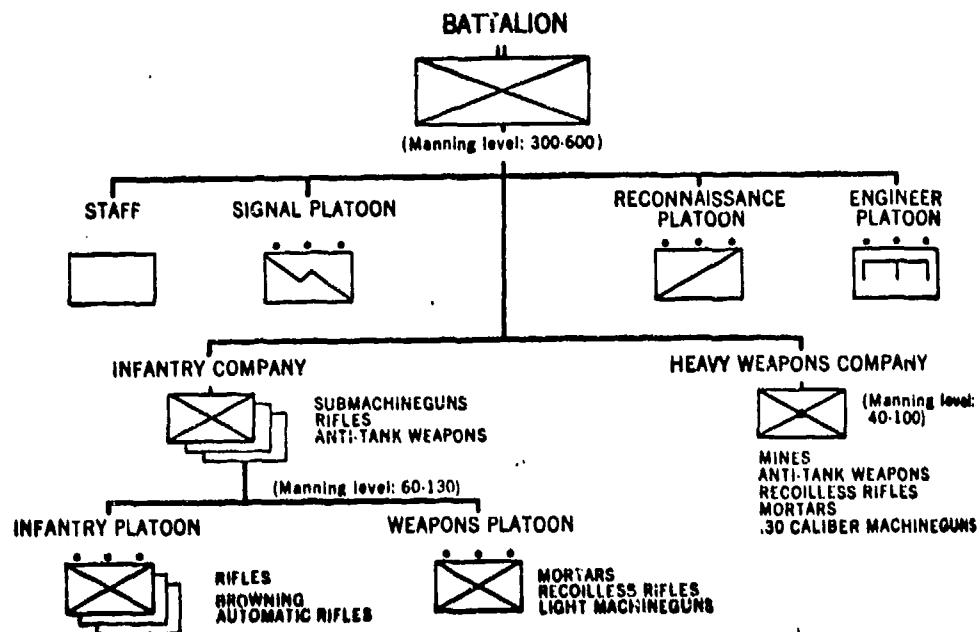 BATTALION
(Manning level: 300-600)
STAFF
SIGNAL PLATOON
RECONNAISSANCE
PLATOON
ENGINEER
PLATOON
INFANTRY COMPANY
SUBMACHINEGUNS
RIFLES
ANTI-TANK WEAPONS
HEAVY WEAPONS COMPANY
(Manning level:
40-100)
MINES
ANTI-TANK WEAPONS
RECOILLESS RIFLES
MORTARS
.30 CALIBER MACHINEGUNS
(Manning level: 60-130)
INFANTRY PLATOON
RIFLES
BROWNING
AUTOMATIC RIFLES
WEAPONS PLATOON
MORTARS
RECOILLESS RIFLES
LIGHT MACHINEGUNS